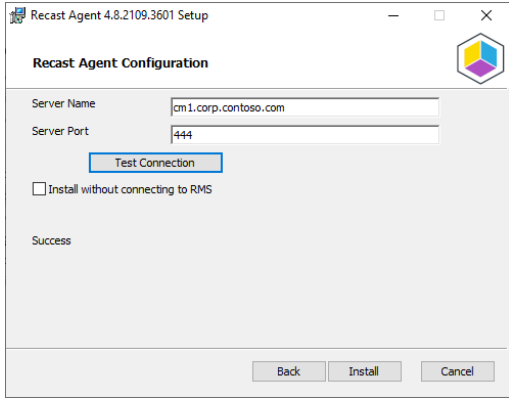 Recast Agent 4.8.2109.3601 Setup
Recast Agent Configuration
Server Name
cm1.corp.contoso.com
Server Port
444
Test Connection
Install without connecting to RMS
Success
Back Install Cancel